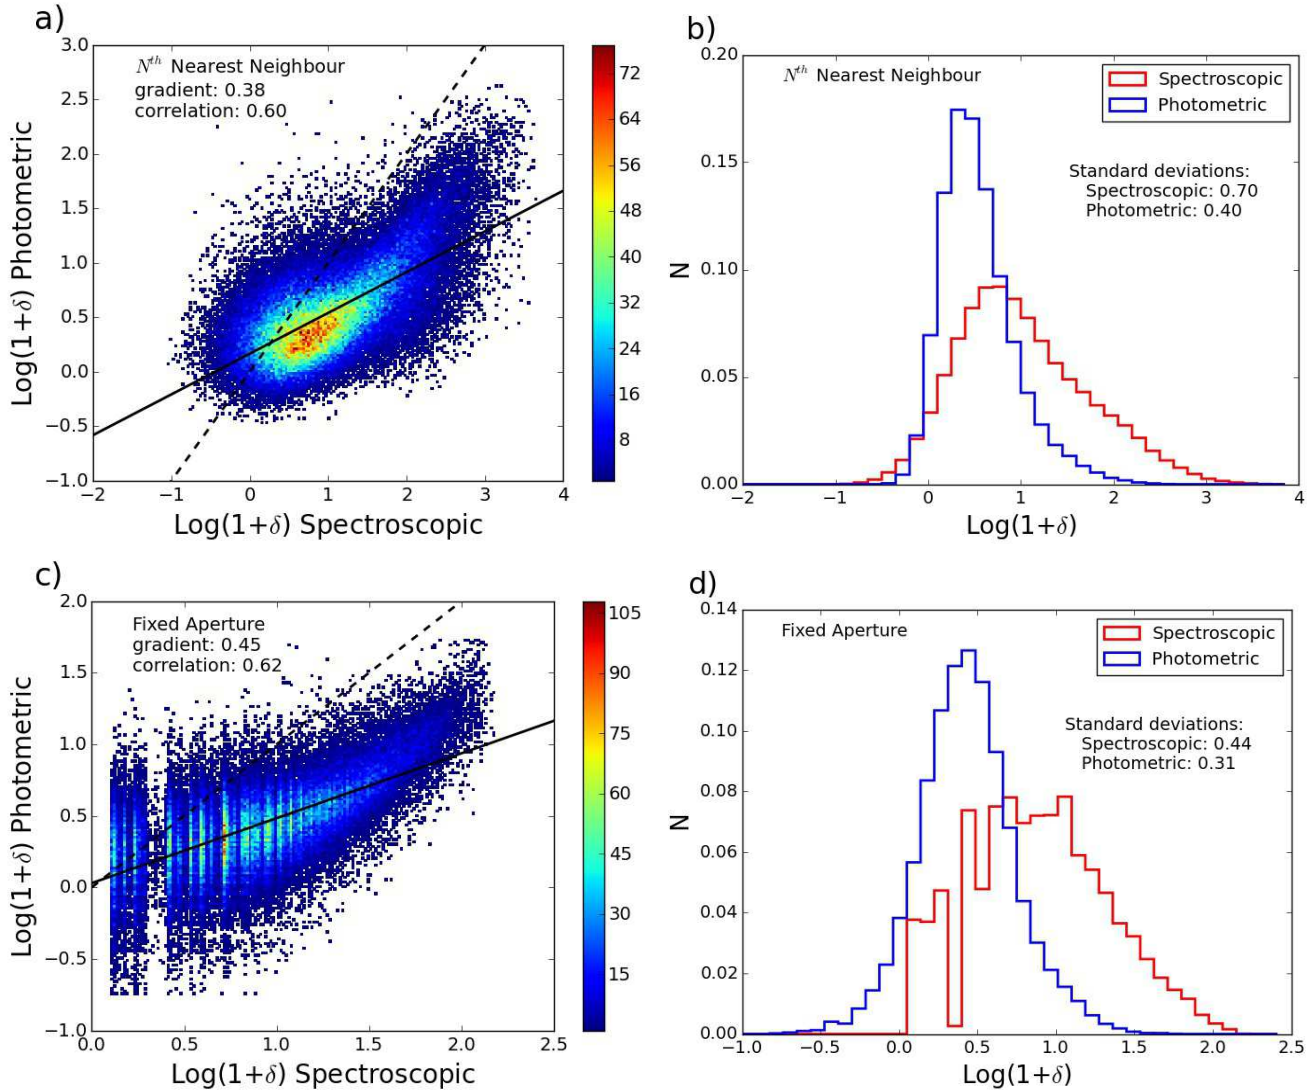 a)
3.0
2.5
2.0
1.5
1.0
0.5
0.0
−0.5
−1.0
−2
−1
0
1
2
3
4
Log(1+δ) Photometric
Log(1+δ) Spectroscopic
Nth Nearest Neighbour
gradient: 0.38
correlation: 0.60
72
64
56
48
40
32
24
16
8
b)
0.20
0.15
0.10
0.05
0.00
−2
−1
0
1
2
3
4
N
Log(1+δ)
Nth Nearest Neighbour
Spectroscopic
Photometric
Standard deviations:
Spectroscopic: 0.70
Photometric: 0.40
c)
2.0
1.5
1.0
0.5
0.0
−0.5
−1.0
0.0
0.5
1.0
1.5
2.0
2.5
Log(1+δ) Photometric
Log(1+δ) Spectroscopic
Fixed Aperture
gradient: 0.45
correlation: 0.62
105
90
75
60
45
30
15
d)
0.14
0.12
0.10
0.08
0.06
0.04
0.02
0.00
−1.0
−0.5
0.0
0.5
1.0
1.5
2.0
2.5
N
Log(1+δ)
Fixed Aperture
Spectroscopic
Photometric
Standard deviations:
Spectroscopic: 0.44
Photometric: 0.31